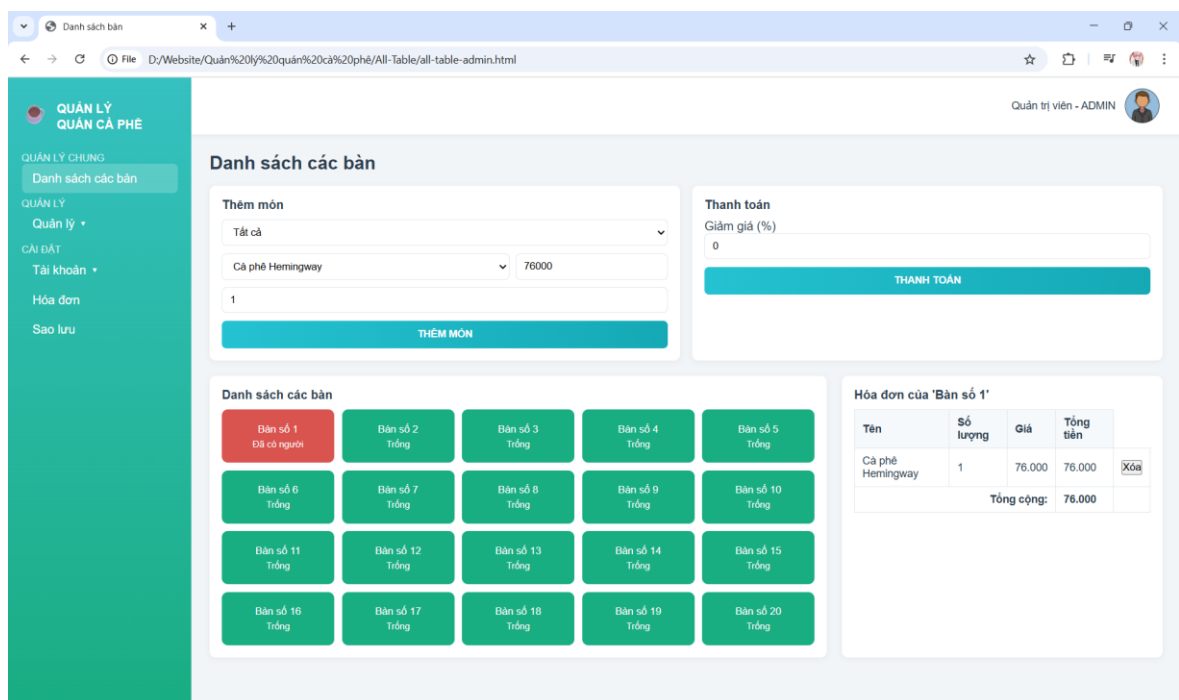 Danh sách bàn
File
D:/Website/Quản%20lý%20quán%20cà%20phê/All-Table/all-table-admin.html
QUẢN LÝ
QUÁN CÀ PHÊ
Quản trị viên - ADMIN
QUẢN LÝ CHUNG
Danh sách các bàn
QUẢN LÝ
Quản lý
CÀI ĐẶT
Tài khoản
Hóa đơn
Sao lưu
Danh sách các bàn
Thêm món
Tất cả
Cà phê Hemingway 76000
1
THÊM MÓN
Thanh toán
Giảm giá (%)
0
THANH TOÁN
Danh sách các bàn
Bàn số 1
Đã có người
Bàn số 2
Trống
Bàn số 3
Trống
Bàn số 4
Trống
Bàn số 5
Trống
Bàn số 6
Trống
Bàn số 7
Trống
Bàn số 8
Trống
Bàn số 9
Trống
Bàn số 10
Trống
Bàn số 11
Trống
Bàn số 12
Trống
Bàn số 13
Trống
Bàn số 14
Trống
Bàn số 15
Trống
Bàn số 16
Trống
Bàn số 17
Trống
Bàn số 18
Trống
Bàn số 19
Trống
Bàn số 20
Trống
Hóa đơn của 'Bàn số 1'
Tên Số lượng Giá Tổng tiền
Cà phê Hemingway 1 76.000 76.000 Xóa
Tổng cộng: 76.000